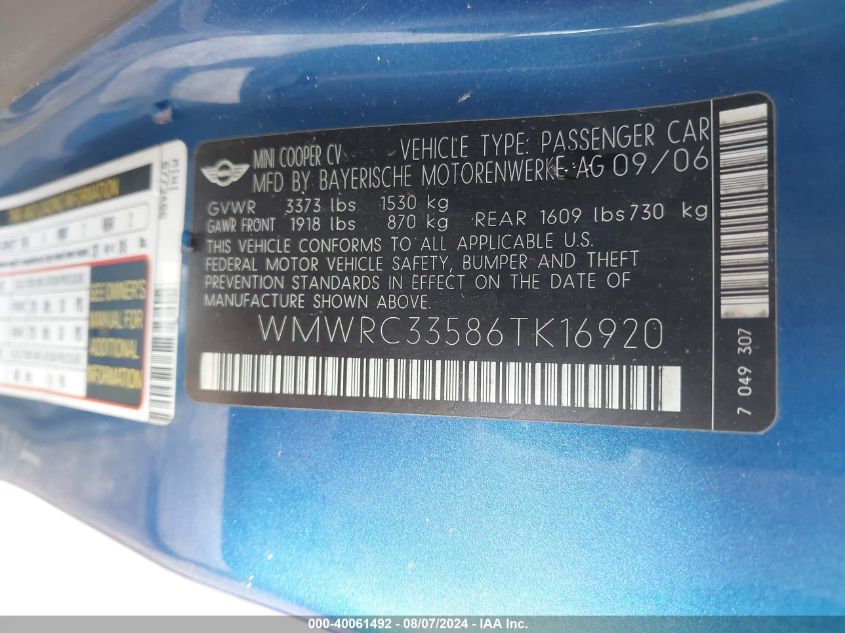 MINI COOPER CV VEHICLE TYPE: PASSENGER CAR
MFD BY BAYERISCHE MOTORENWERKE AG 09/06
GVWR 3373 lbs 1530 kg
GAWR FRONT 1918 lbs 870 kg REAR 1609 lbs 730 kg
THIS VEHICLE CONFORMS TO ALL APPLICABLE U.S.
FEDERAL MOTOR VEHICLE SAFETY, BUMPER AND THEFT
PREVENTION STANDARDS IN EFFECT ON THE DATE OF
MANUFACTURE SHOWN ABOVE.
WMWRC33586TK16920
7 049 307
MINI
SEE OWNER'S
MANUAL FOR
ADDITIONAL
INFORMATION
000-40061492 - 08/07/2024 - IAA Holdings, LLC.